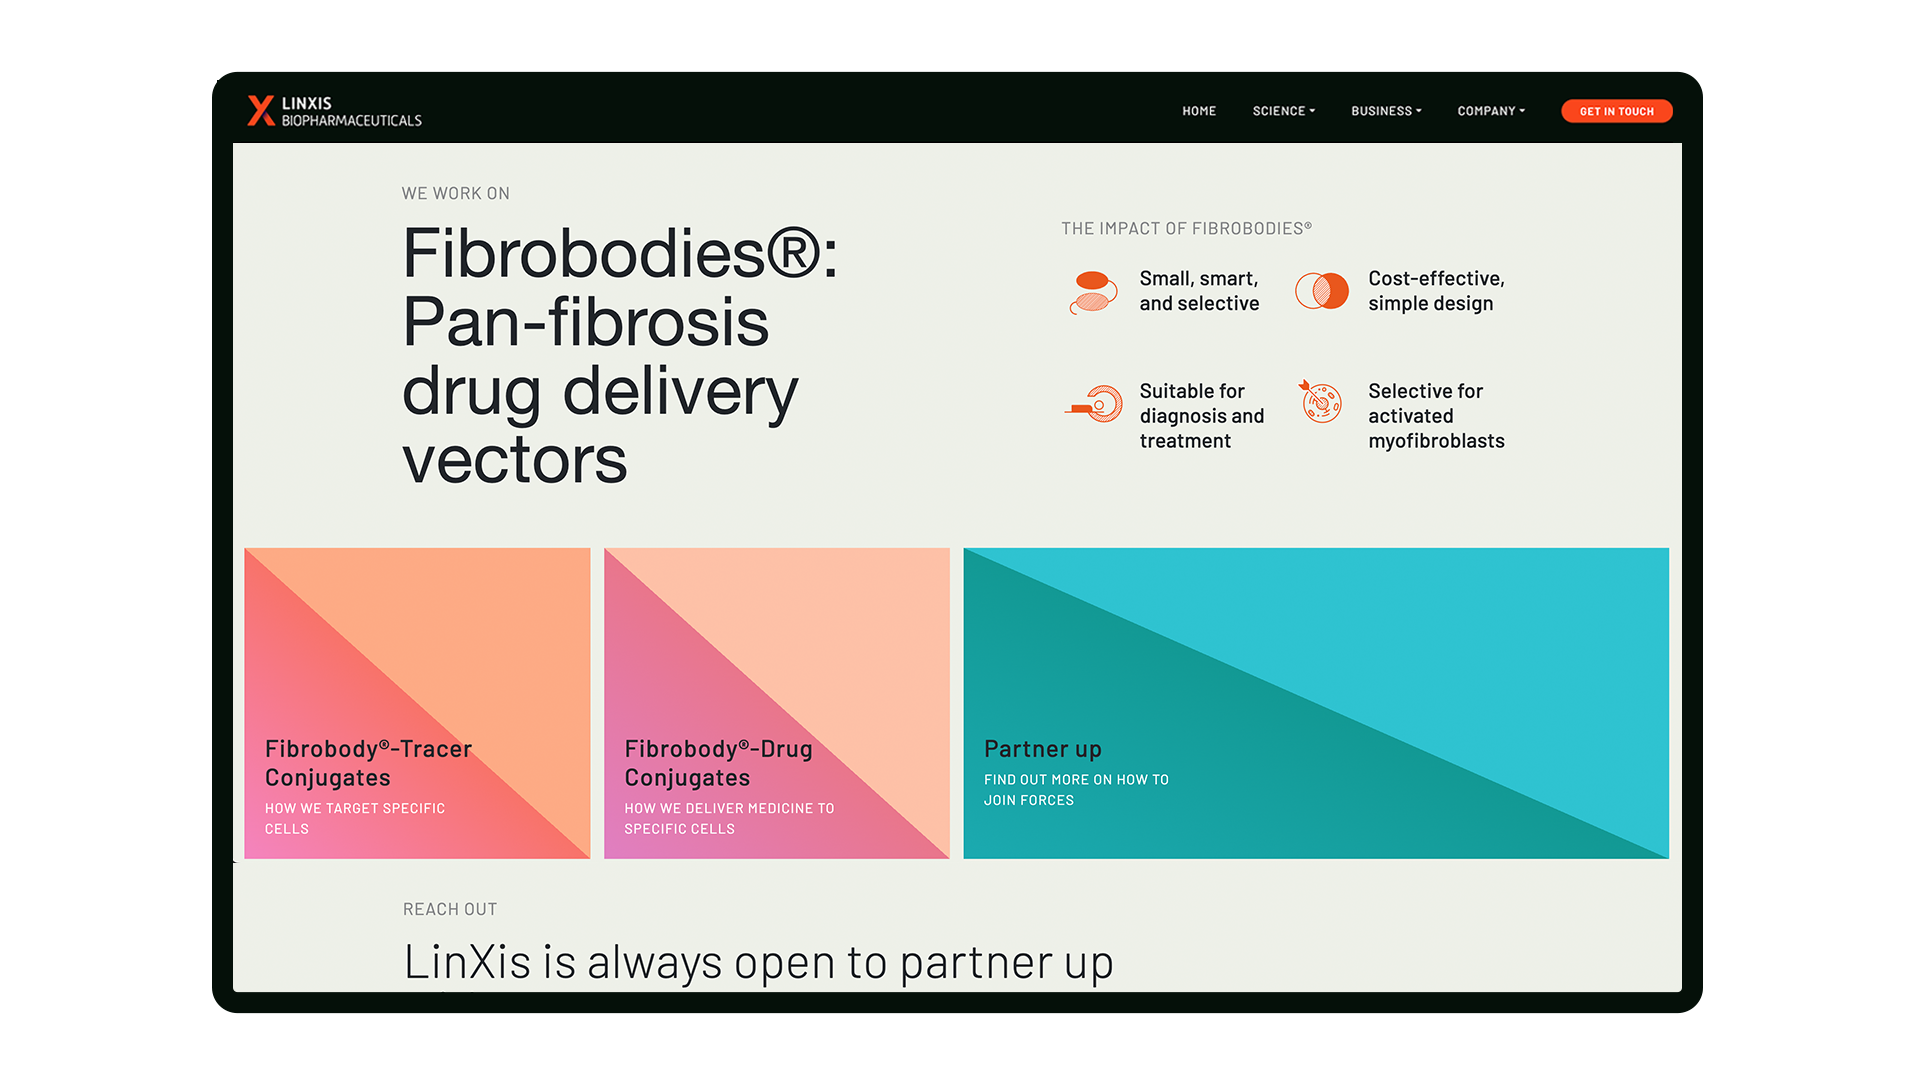 LINXIS
BIOPHARMACEUTICALS
HOME
SCIENCE
BUSINESS
COMPANY
GET IN TOUCH
WE WORK ON
Fibrobodies®:
Pan-fibrosis
drug delivery
vectors
THE IMPACT OF FIBROBODIES®
Small, smart,
and selective
Cost-effective,
simple design
Suitable for
diagnosis and
treatment
Selective for
activated
myofibroblasts
Fibrobody®-Tracer
Conjugates
HOW WE TARGET SPECIFIC
CELLS
Fibrobody®-Drug
Conjugates
HOW WE DELIVER MEDICINE TO
SPECIFIC CELLS
Partner up
FIND OUT MORE ON HOW TO
JOIN FORCES
REACH OUT
LinXis is always open to partner up